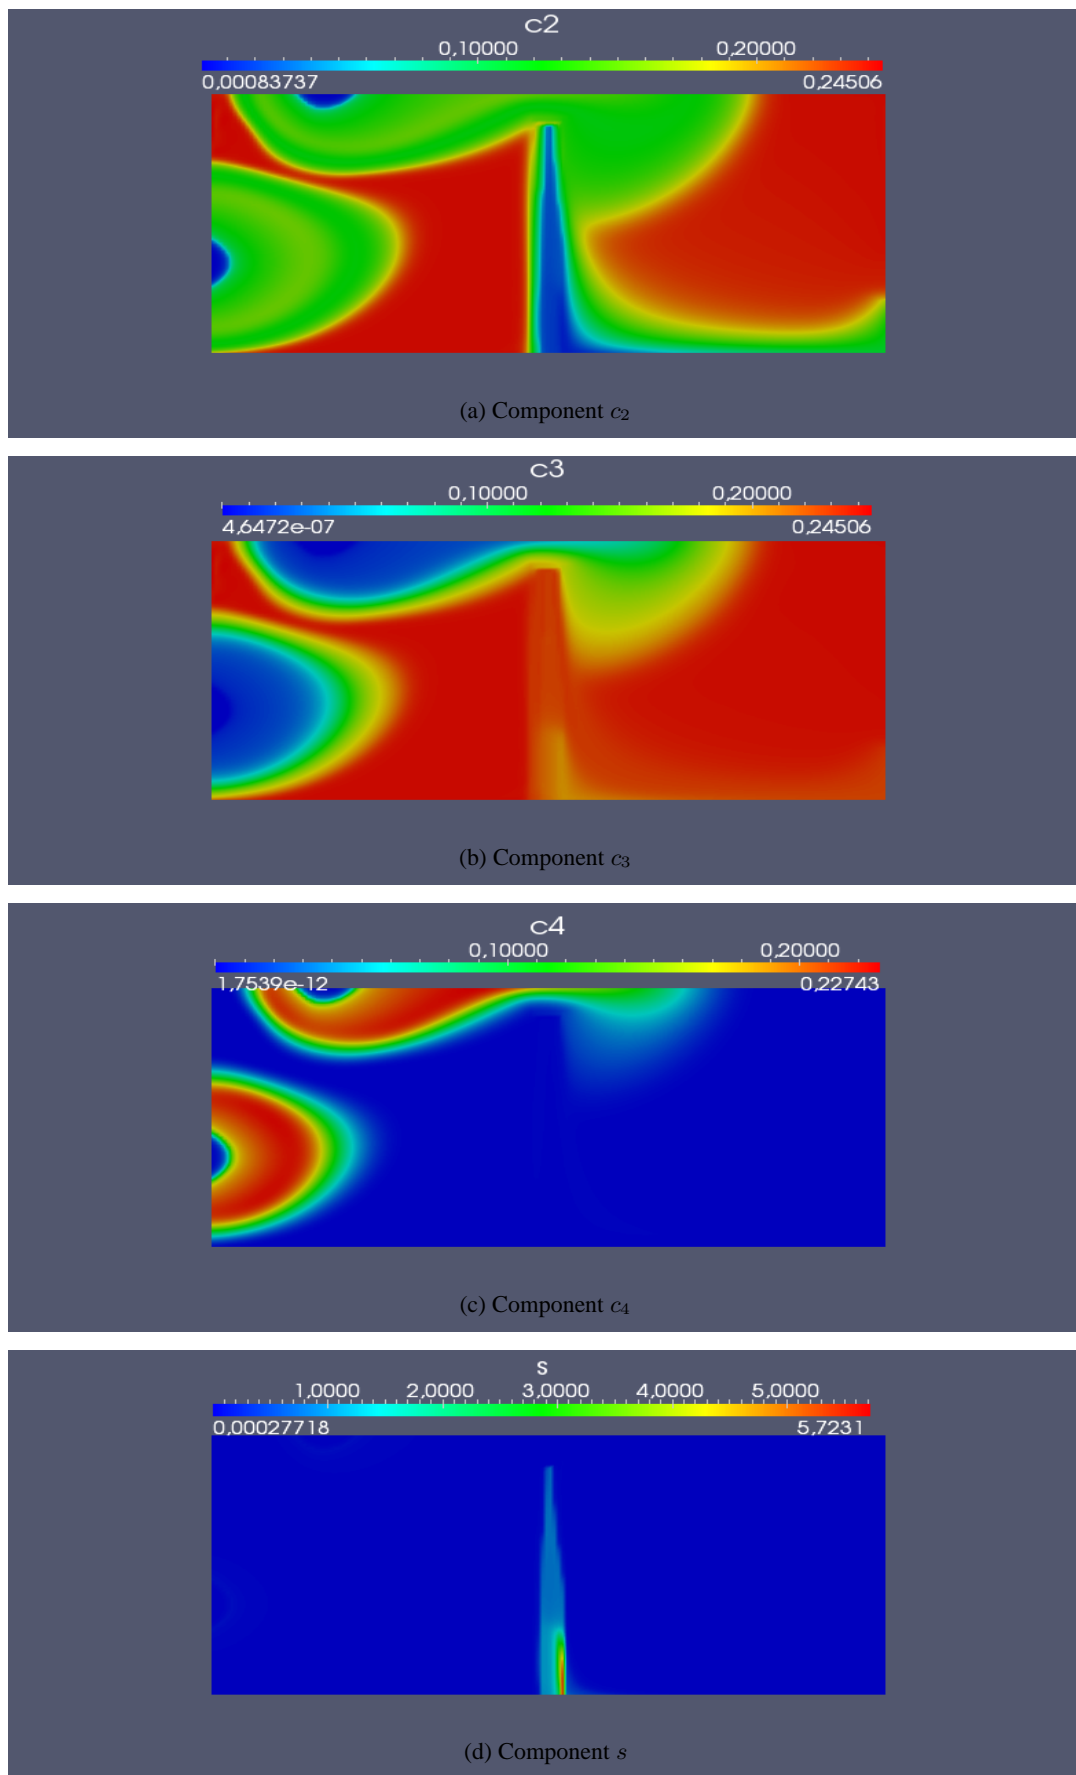 c2
0,10000 0,20000
0,00083737 0,24506
(a) Component c2
c3
0,10000 0,20000
4,6472e-07 0,24506
(b) Component c3
c4
0,10000 0,20000
1,7539e-12 0,22743
(c) Component c4
s
1,0000 2,0000 3,0000 4,0000 5,0000
0,00027718 5,7231
(d) Component s